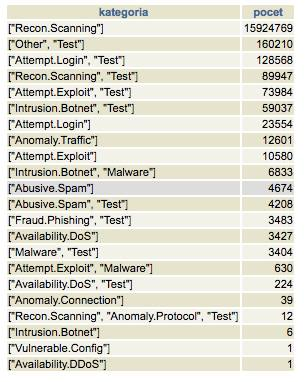 kategoria pocet
["Recon.Scanning"] 15924769
["Other", "Test"] 160210
["Attempt.Login", "Test"] 128568
["Recon.Scanning", "Test"] 89947
["Attempt.Exploit", "Test"] 73984
["Intrusion.Botnet", "Test"] 59037
["Attempt.Login"] 23554
["Anomaly.Traffic"] 12601
["Attempt.Exploit"] 10580
["Intrusion.Botnet", "Malware"] 6833
["Abusive.Spam"] 4674
["Abusive.Spam", "Test"] 4208
["Fraud.Phishing", "Test"] 3483
["Availability.DoS"] 3427
["Malware", "Test"] 3404
["Attempt.Exploit", "Malware"] 630
["Availability.DoS", "Test"] 224
["Anomaly.Connection"] 39
["Recon.Scanning", "Anomaly.Protocol", "Test"] 12
["Intrusion.Botnet"] 6
["Vulnerable.Config"] 1
["Availability.DDoS"] 1